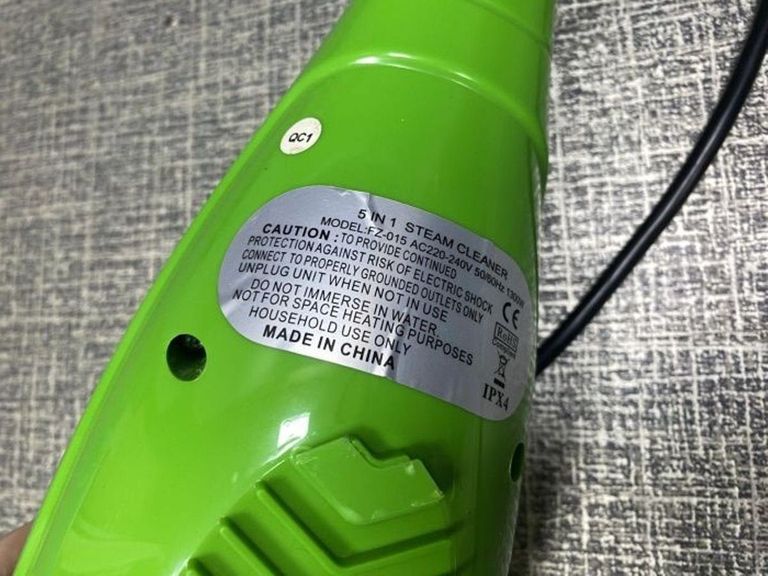 QC1
5 IN 1 STEAM CLEANER
MODEL:FZ-015 AC220-240V 50/60Hz 1300W
CAUTION : TO PROVIDE CONTINUED
PROTECTION AGAINST RISK OF ELECTRIC SHOCK
CONNECT TO PROPERLY GROUNDED OUTLETS ONLY
UNPLUG UNIT WHEN NOT IN USE
DO NOT IMMERSE IN WATER
NOT FOR SPACE HEATING PURPOSES
HOUSEHOLD USE ONLY
MADE IN CHINA
CE
RoHS
Compliant
IPX4